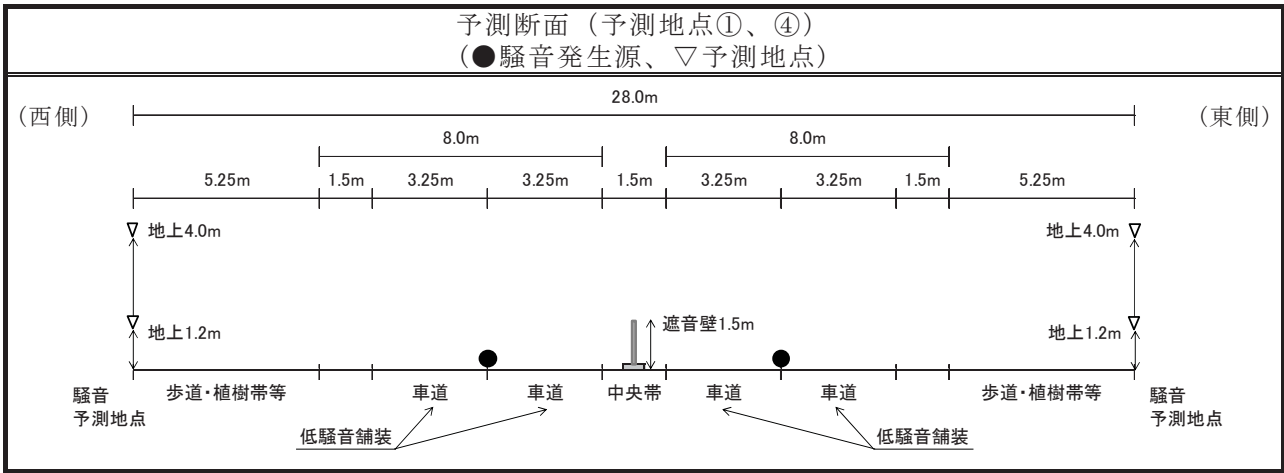 予測断面（予測地点①、④）
（●騒音発生源、▽予測地点）
（西側）
28.0m
（東側）
8.0m 8.0m
5.25m 1.5m 3.25m 3.25m 1.5m 3.25m 3.25m 1.5m 5.25m
地上4.0m 地上4.0m
地上1.2m 遮音壁1.5m 地上1.2m
騒音
予測地点
歩道・植樹帯等 車道 車道 中央帯 車道 車道 歩道・植樹帯等
騒音
予測地点
低騒音舗装 低騒音舗装